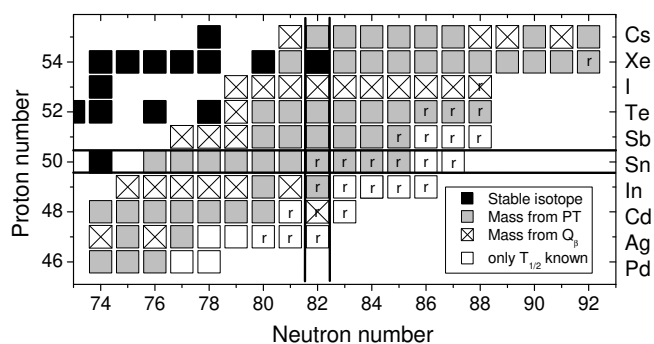 Cs
54 r Xe
r I
52 r r r Te
r r r r Sb
50 r r r r r r Sn
r r r r r In
Stable isotope
48 r r r Cd
Mass from PT
r r r Ag
Mass from Qβ
46 Pd
only T1/2 known
Proton number
74 76 78 80 82 84 86 88 90 92
Neutron number